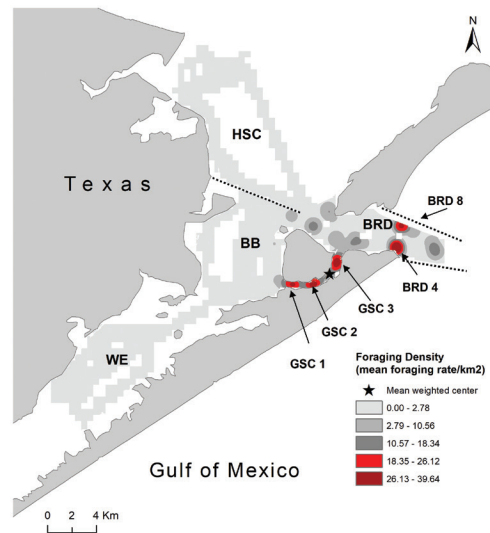 N
HSC
Texas
BRD 8
BRD
BB
BRD 4
GSC 3
GSC 2
GSC 1
WE
Foraging Density
(mean foraging rate/km2)
Mean weighted center
0.00 - 2.78
2.79 - 10.56
10.57 - 18.34
18.35 - 26.12
26.13 - 39.64
Gulf of Mexico
0 2 4 Km